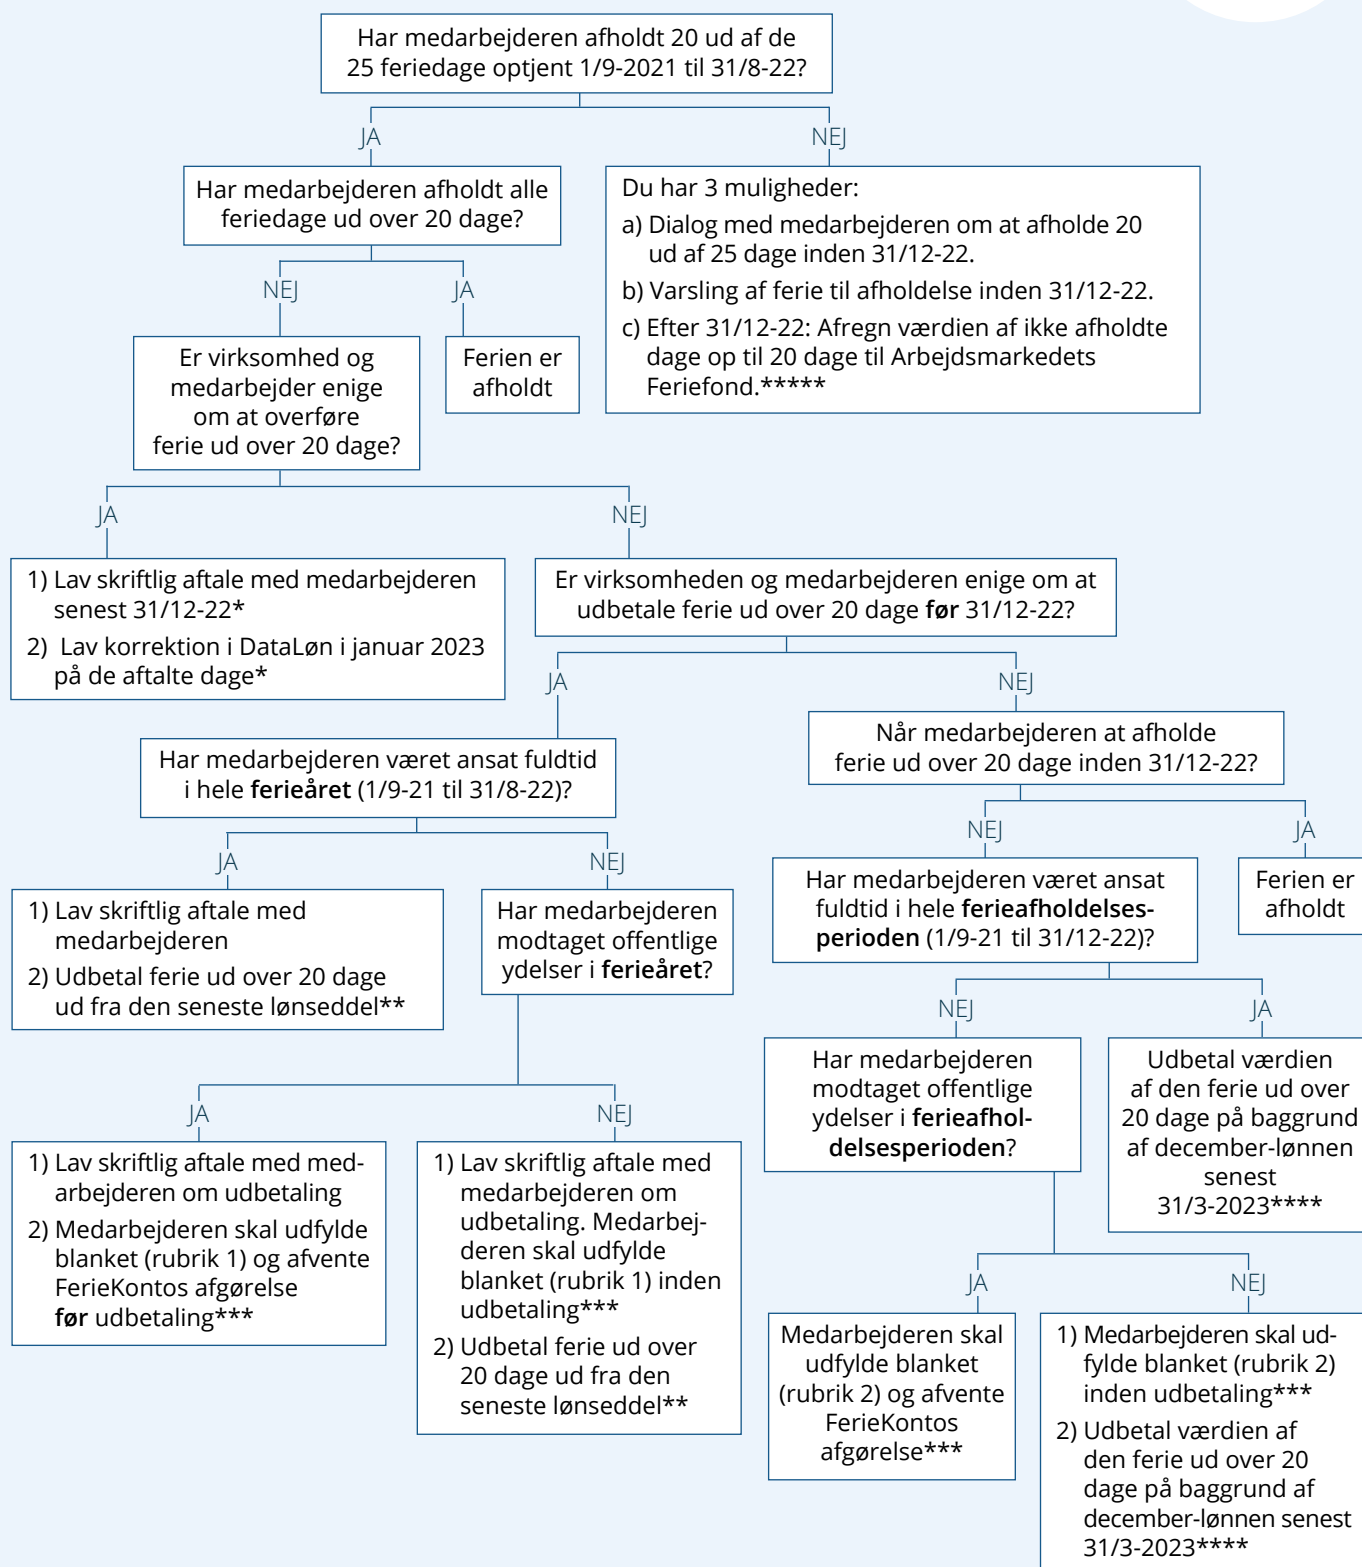 Har medarbejderen afholdt 20 ud af de
25 feriedage optjent 1/9-2021 til 31/8-22?
JA
NEJ
Har medarbejderen afholdt alle
feriedage ud over 20 dage?
Du har 3 muligheder:
a) Dialog med medarbejderen om at afholde 20
ud af 25 dage inden 31/12-22.
b) Varsling af ferie til afholdelse inden 31/12-22.
c) Efter 31/12-22: Afregn værdien af ikke afholdte
dage op til 20 dage til Arbejdsmarkedets
Feriefond.*****
NEJ
JA
Er virksomhed og
medarbejder enige
om at overføre
ferie ud over 20 dage?
Ferien er
afholdt
JA
NEJ
1) Lav skriftlig aftale med medarbejderen
senest 31/12-22*
2) Lav korrektion i DataLøn i januar 2023
på de aftalte dage*
Er virksomheden og medarbejderen enige om at
udbetale ferie ud over 20 dage før 31/12-22?
JA
NEJ
Har medarbejderen været ansat fuldtid
i hele ferieåret (1/9-21 til 31/8-22)?
Når medarbejderen at afholde
ferie ud over 20 dage inden 31/12-22?
JA
NEJ
NEJ
JA
1) Lav skriftlig aftale med
medarbejderen
2) Udbetal ferie ud over 20 dage
ud fra den seneste lønseddel**
Har medarbejderen
modtaget offentlige
ydelser i ferieåret?
Har medarbejderen været ansat
fuldtid i hele ferieafholdelses-
perioden (1/9-21 til 31/12-22)?
Ferien er
afholdt
NEJ
JA
Har medarbejderen
modtaget offentlige
ydelser i ferieafhol-
delsesperioden?
Udbetal værdien
af den ferie ud over
20 dage på baggrund
af december-lønnen
senest
31/3-2023****
JA
NEJ
1) Lav skriftlig aftale med med-
arbejderen om udbetaling
2) Medarbejderen skal udfylde
blanket (rubrik 1) og afvente
FerieKontos afgørelse
før udbetaling***
1) Lav skriftlig aftale med
medarbejderen om
udbetaling. Medarbej-
deren skal udfylde
blanket (rubrik 1) inden
udbetaling***
2) Udbetal ferie ud over
20 dage ud fra den
seneste lønseddel**
JA
NEJ
Medarbejderen skal
udfylde blanket
(rubrik 2) og afvente
FerieKontos
afgørelse***
1) Medarbejderen skal ud-
fylde blanket (rubrik 2)
inden udbetaling***
2) Udbetal værdien af
den ferie ud over 20
dage på baggrund af
december-lønnen senest
31/3-2023****